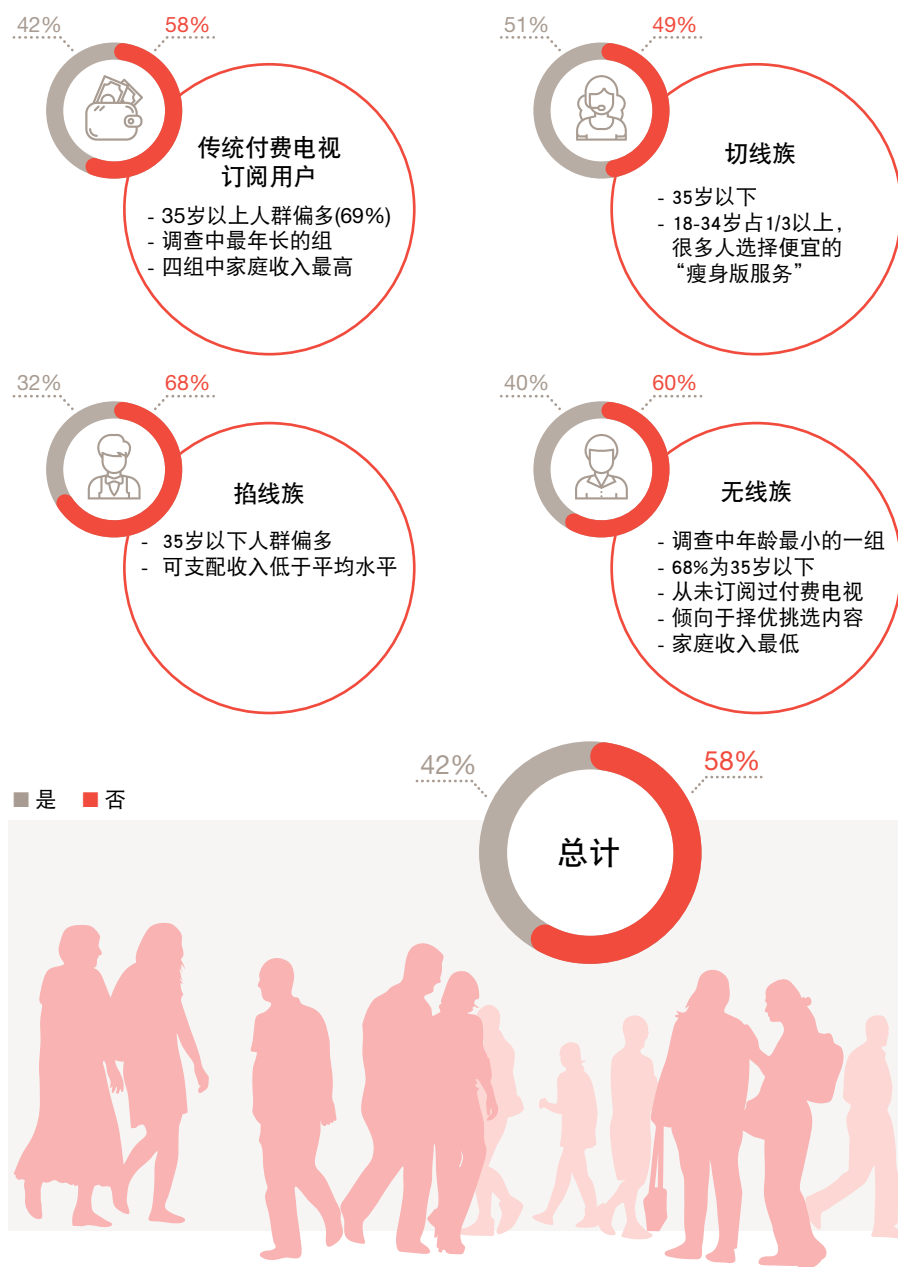 42%
58%
传统付费电视
订阅用户
- 35岁以上人群偏多(69%)
- 调查中最年长的组
- 四组中家庭收入最高
51%
49%
切线族
- 35岁以下
- 18-34岁占1/3以上，
很多人选择便宜的
“瘦身版服务”
32%
68%
掐线族
- 35岁以下人群偏多
- 可支配收入低于平均水平
40%
60%
无线族
- 调查中年龄最小的一组
- 68%为35岁以下
- 从未订阅过付费电视
- 倾向于择优挑选内容
- 家庭收入最低
42%
58%
总计
是
否